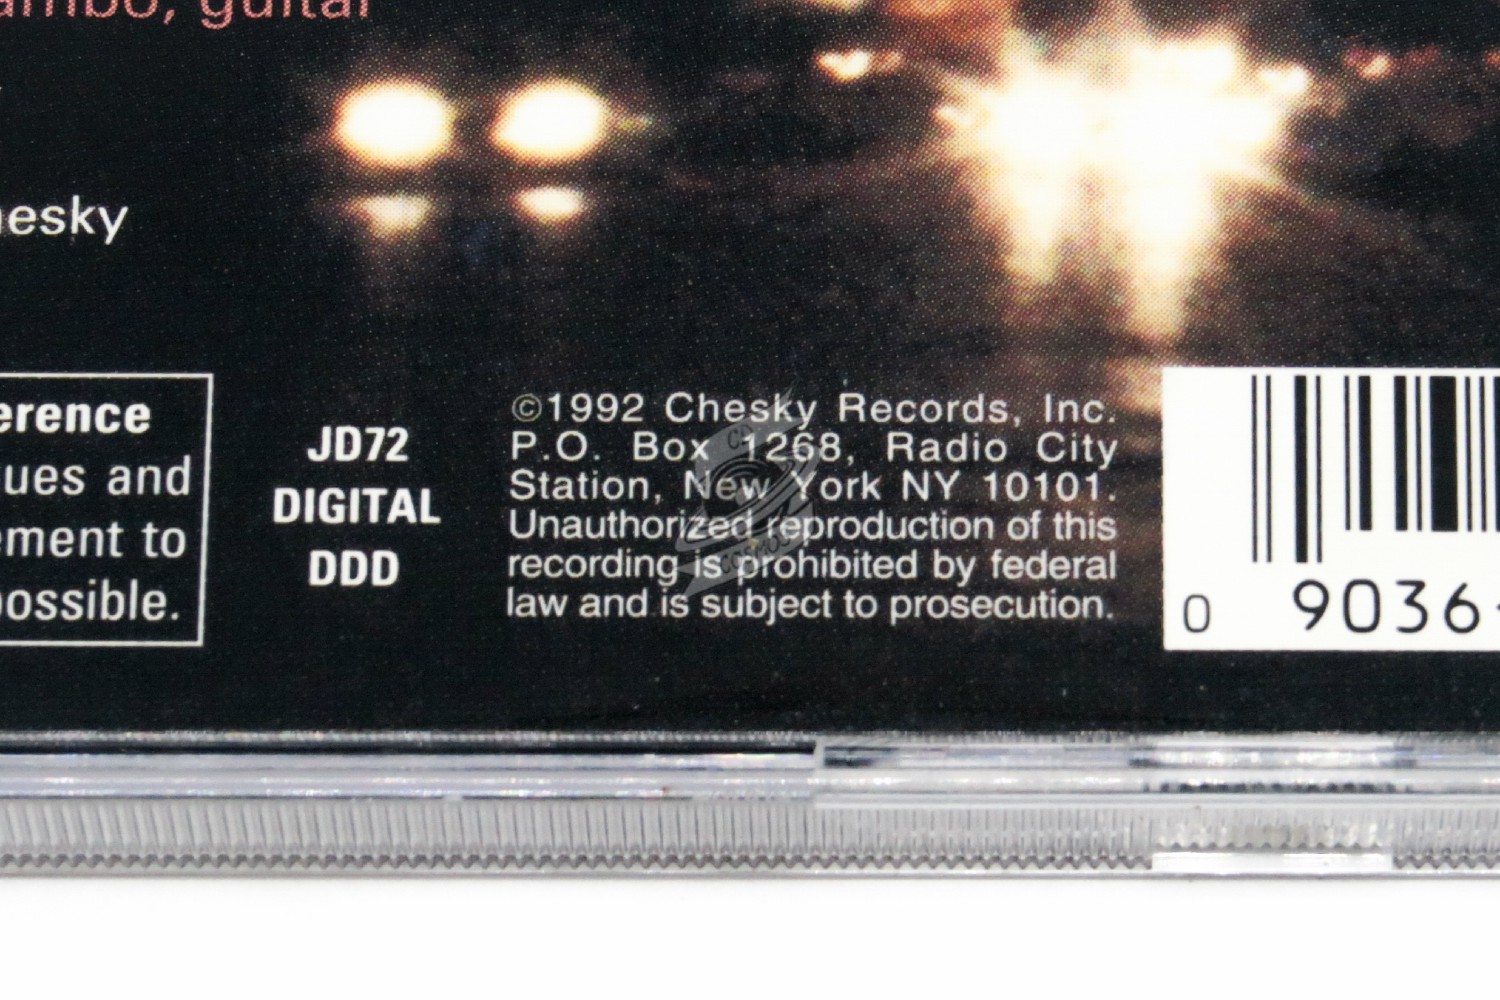 guitar
hesky
erence
ues and
ement to
possible.
JD72
DIGITAL
DDD
©1992 Chesky Records, Inc.
P.O. Box 1268, Radio City
Station, New York NY 10101.
Unauthorized reproduction of this
recording is prohibited by federal
law and is subject to prosecution.
0 9036